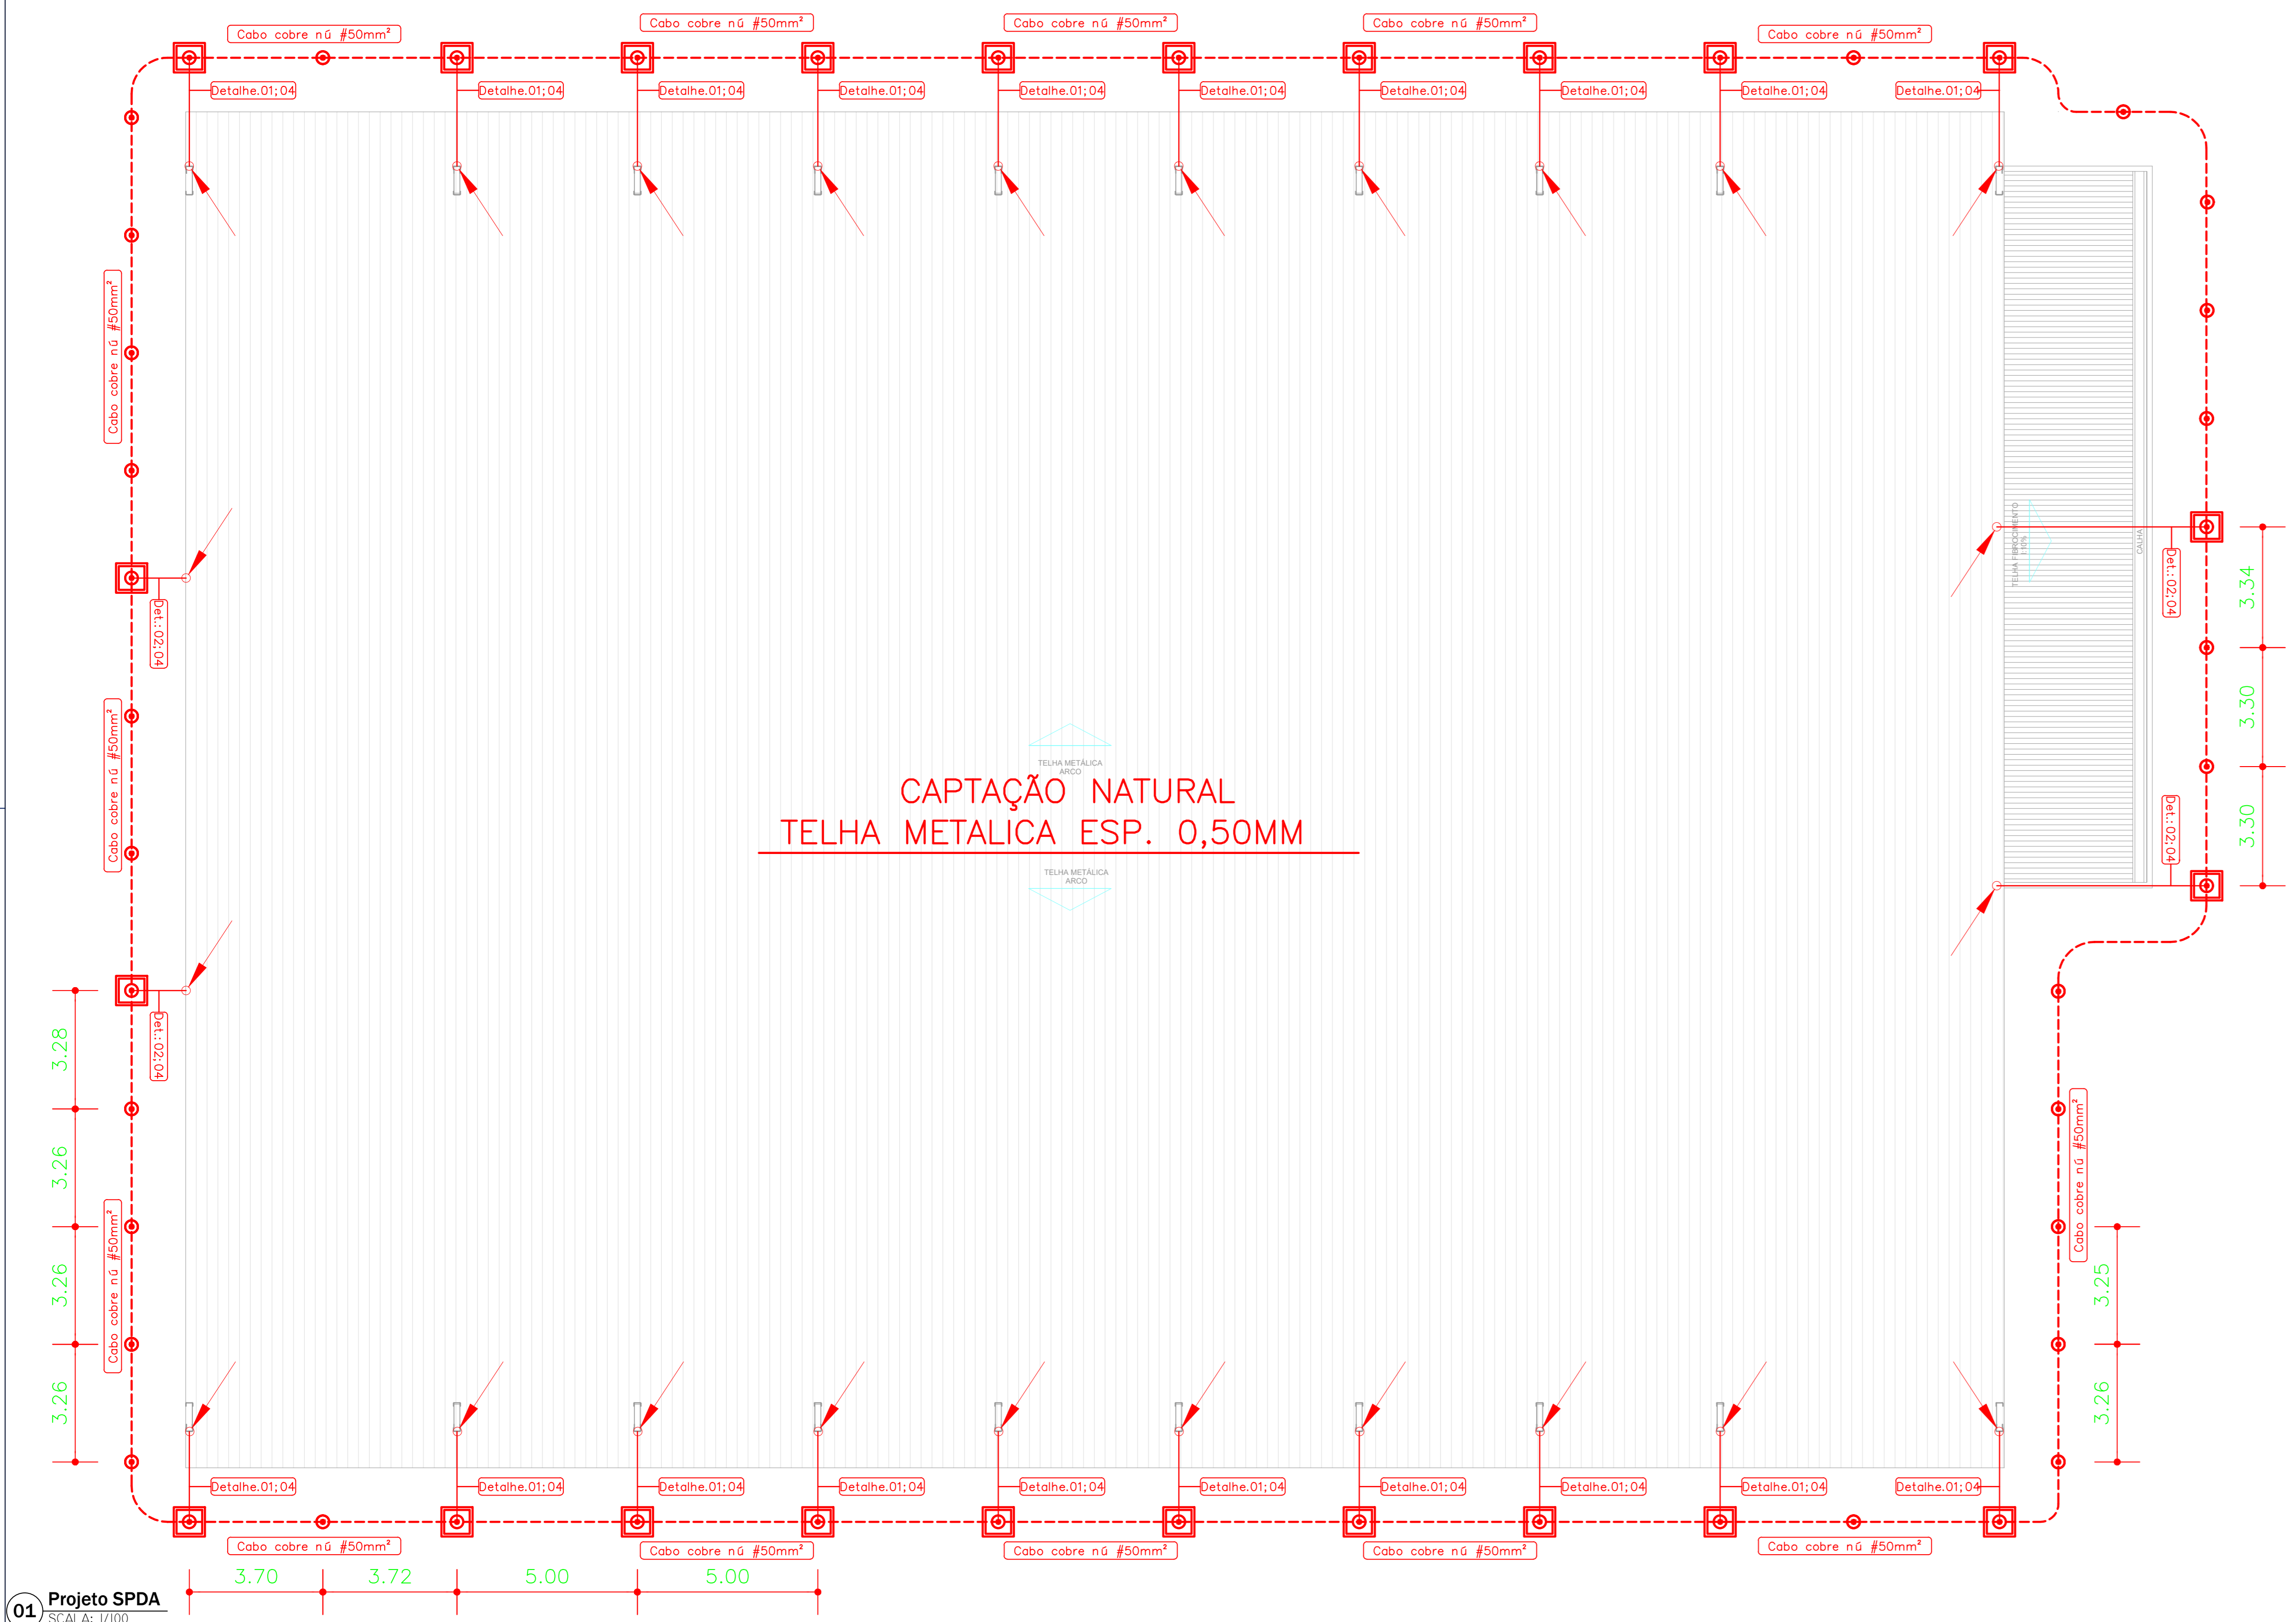 Cabo cobre nú #50mm²
Cabo cobre nú #50mm²
Cabo cobre nú #50mm²
Cabo cobre nú #50mm²
Cabo cobre nú #50mm²
Detalhe.01;04
Detalhe.01;04
Detalhe.01;04
Detalhe.01;04
Detalhe.01;04
Detalhe.01;04
Detalhe.01;04
Detalhe.01;04
Detalhe.01;04
Detalhe.01;04
Cabo cobre nú #50mm²
TELHA FIBROCIMENTO
CALHA
Det.: 02;04
Det.: 02;04
3.34
3.30
3.30
Cabo cobre nú #50mm²
TELHA METÁLICA
ARCO
CAPTAÇÃO NATURAL
TELHA METALICA ESP. 0,50MM
TELHA METÁLICA
ARCO
Det.: 02;04
Det.: 02;04
3.28
3.26
3.26
3.26
Cabo cobre nú #50mm²
Cabo cobre nú #50mm²
3.25
3.26
Detalhe.01;04
Detalhe.01;04
Detalhe.01;04
Detalhe.01;04
Detalhe.01;04
Detalhe.01;04
Detalhe.01;04
Detalhe.01;04
Detalhe.01;04
Detalhe.01;04
Cabo cobre nú #50mm²
Cabo cobre nú #50mm²
Cabo cobre nú #50mm²
Cabo cobre nú #50mm²
Cabo cobre nú #50mm²
3.70
3.72
5.00
5.00
01
Projeto SPDA
SCALA: 1/100